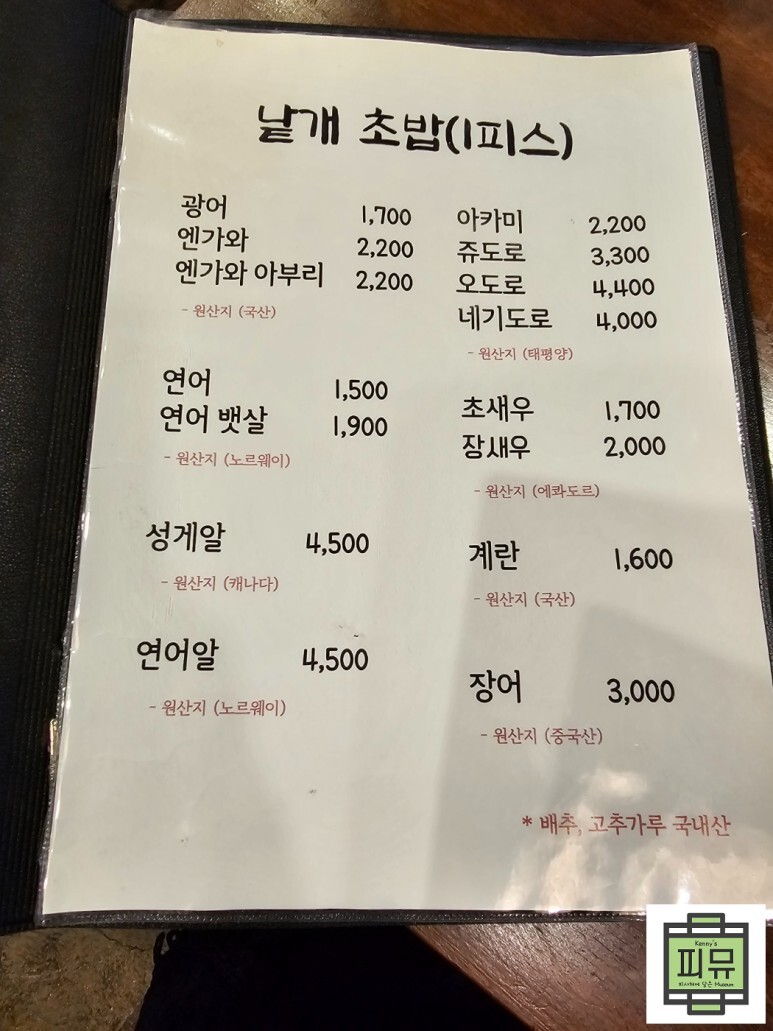 낱개 초밥(1피스)
광어 1,700
엔가와 2,200
엔가와 아부리 2,200
- 원산지 (국산)
연어 1,500
연어 뱃살 1,900
- 원산지 (노르웨이)
성게알 4,500
- 원산지 (캐나다)
연어알 4,500
- 원산지 (노르웨이)
아카미 2,200
쥬도로 3,300
오도로 4,400
네기도로 4,000
- 원산지 (태평양)
초새우 1,700
장새우 2,000
- 원산지 (에콰도르)
계란 1,600
- 원산지 (국산)
장어 3,000
- 원산지 (중국산)
* 배추, 고추가루 국내산
Kenny's
피뮤
담은 Museum